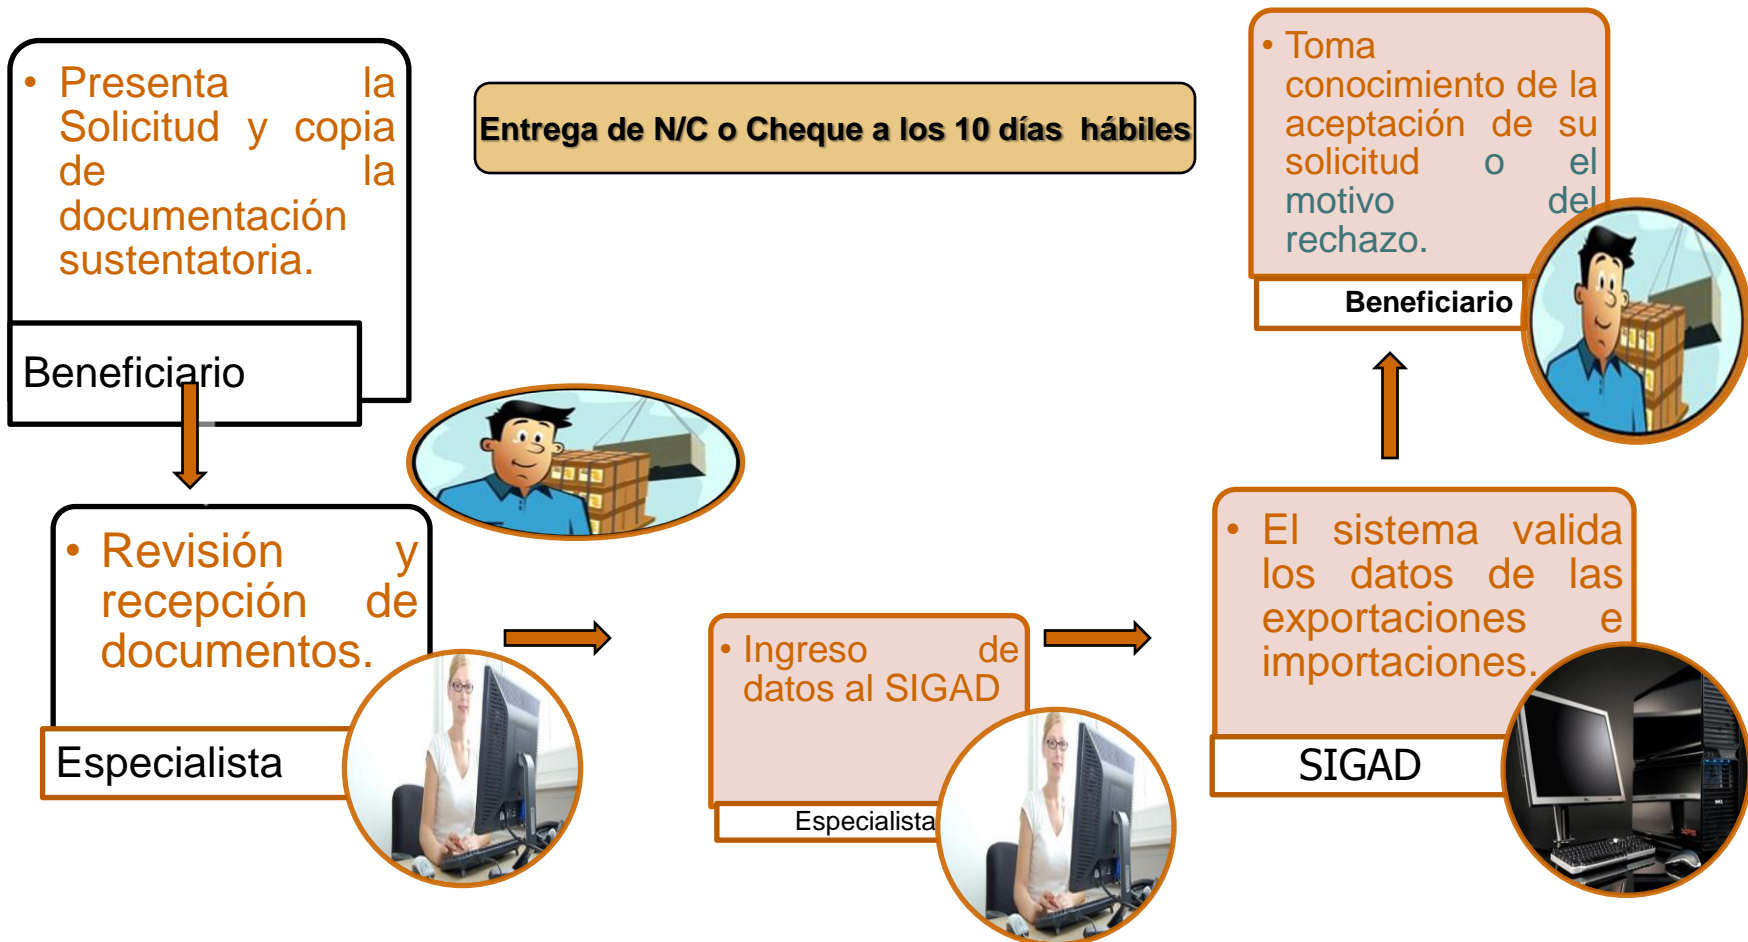 • Presenta la
Solicitud y copia
de la
documentación
sustentatoria.
Beneficiario
Entrega de N/C o Cheque a los 10 días hábiles
• Toma
conocimiento de la
aceptación de su
solicitud o el
motivo del
rechazo.
Beneficiario
• Revisión y
recepción de
documentos.
Especialista
• Ingreso de
datos al SIGAD
Especialista
• El sistema valida
los datos de las
exportaciones e
importaciones.
SIGAD